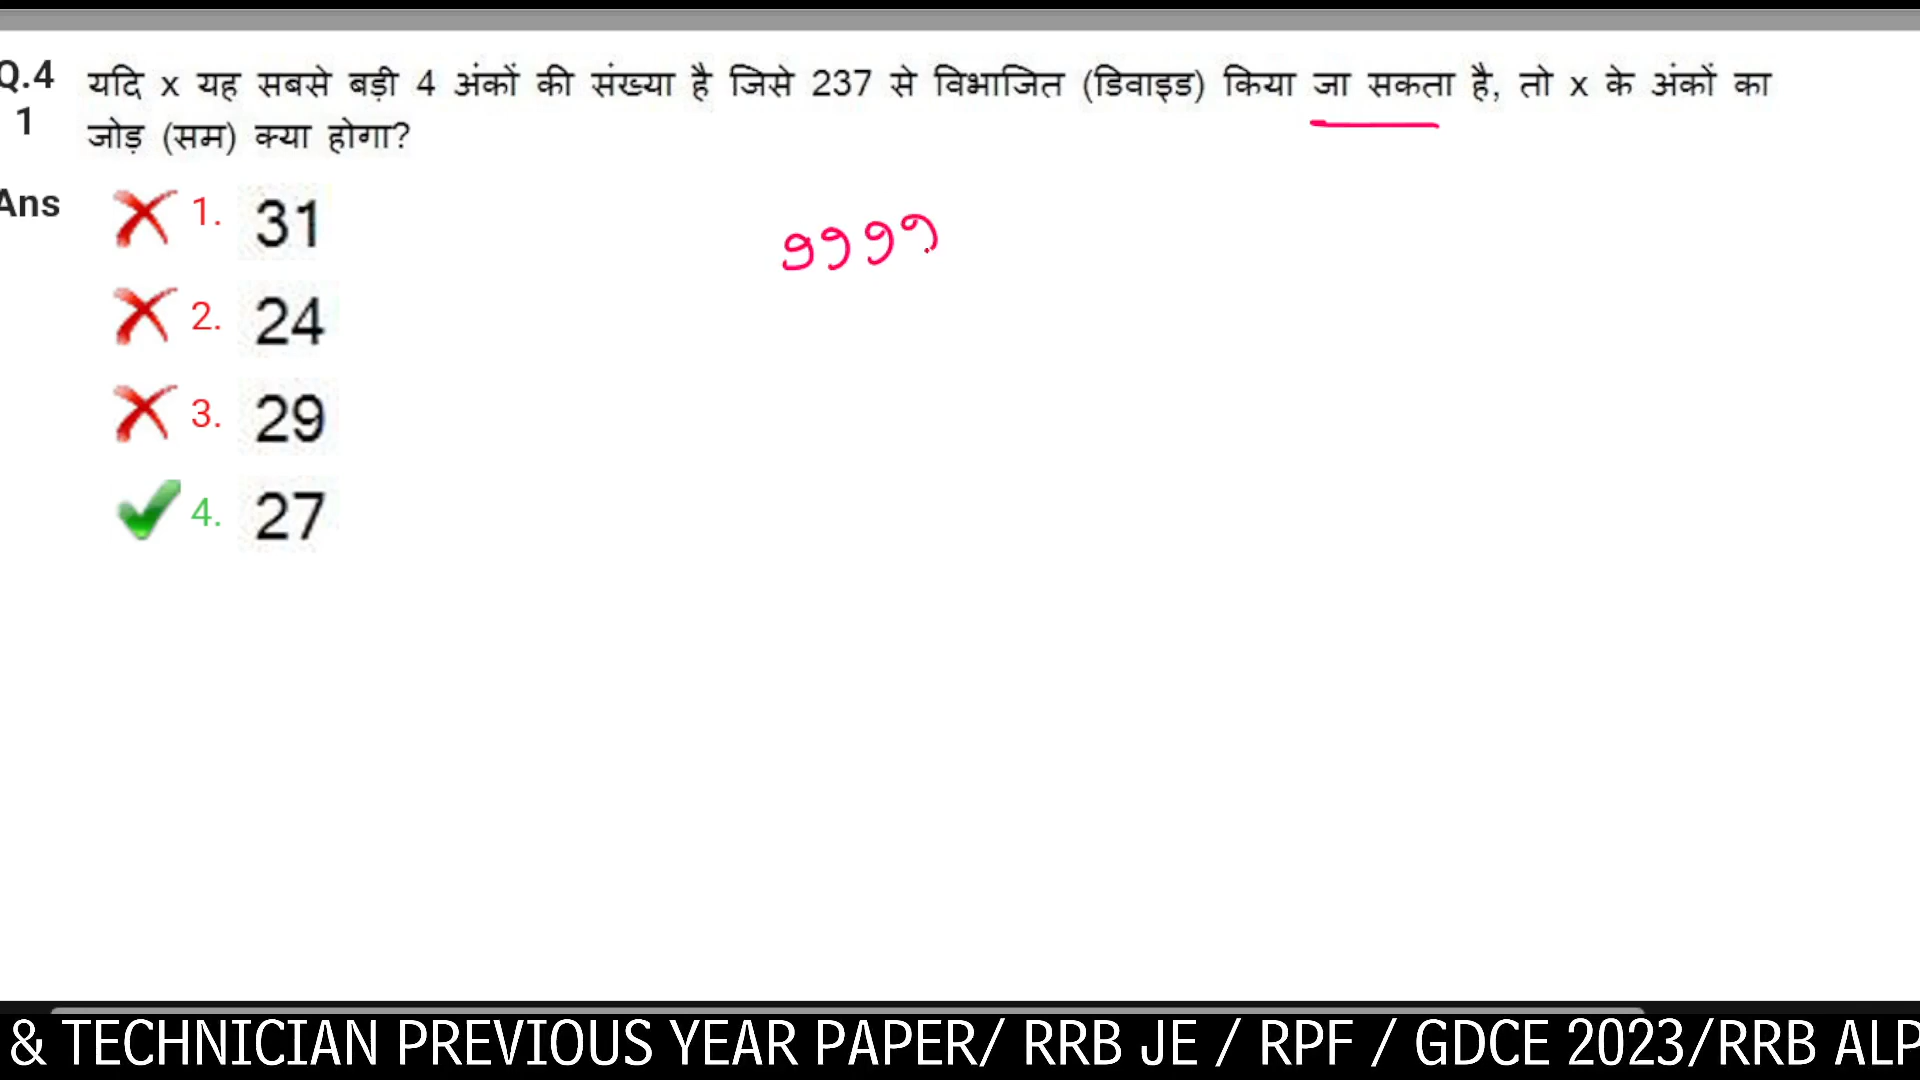 Q.4 यदि x यह सबसे बड़ी 4 अंकों की संख्या है जिसे 237 से विभाजित (डिवाइड) किया जा सकता है, तो x के अंकों का
1 जोड़ (सम) क्या होगा?
Ans 1. 31
9999
2. 24
3. 29
4. 27
& TECHNICIAN PREVIOUS YEAR PAPER/ RRB JE / RPF / GDCE 2023/RRB ALP